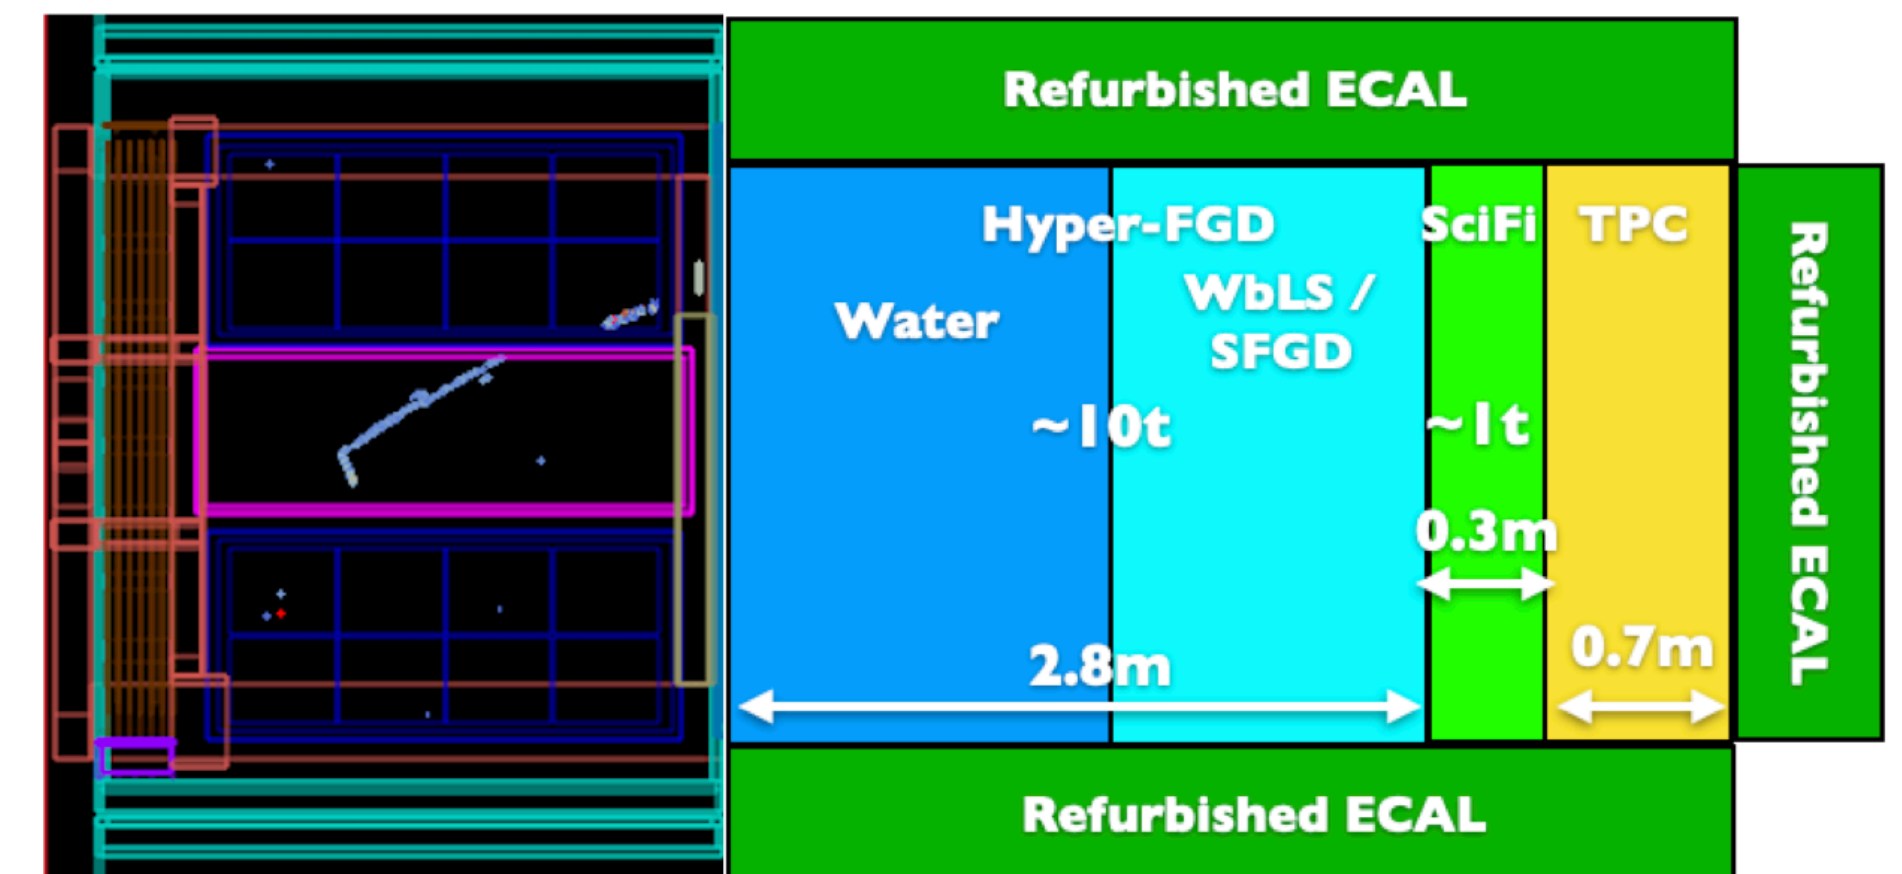 Refurbished ECAL
Hyper-FGD
SciFi
TPC
Water
WbLS /
SFGD
~10t
~1t
0.3m
2.8m
0.7m
Refurbished ECAL
Refurbished ECAL